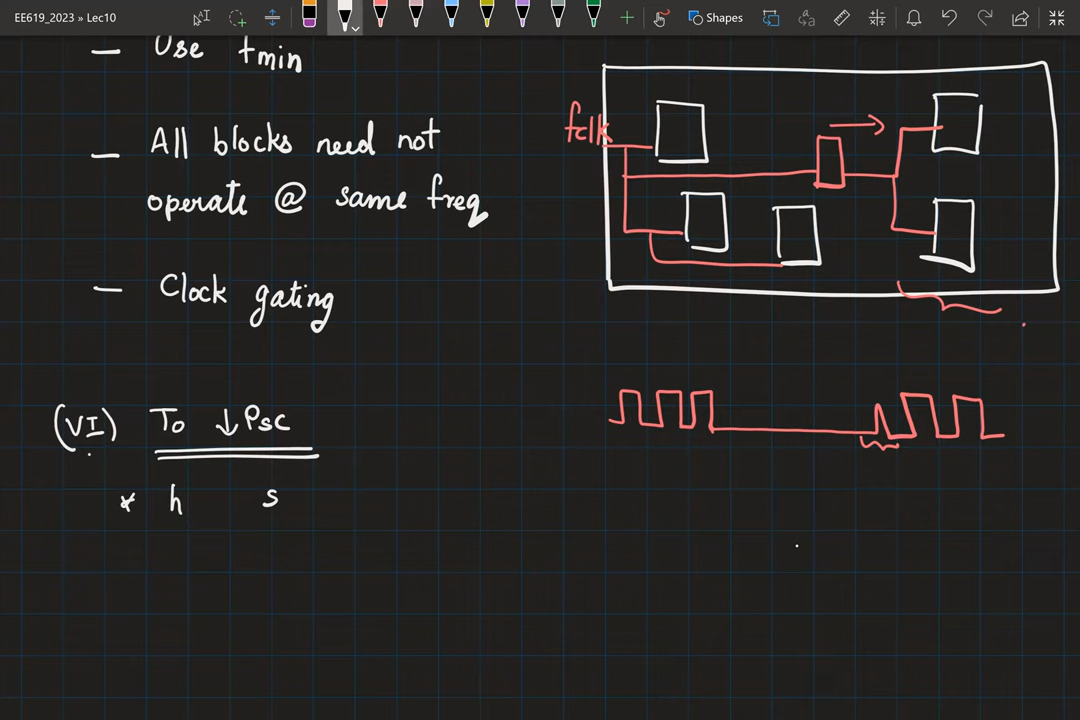 EE619_2023 » Lec10
Shapes
— Use fmin
— All blocks need not
operate @ same freq
— Clock gating
fclk
(VI) To ↓ Psc
* h s